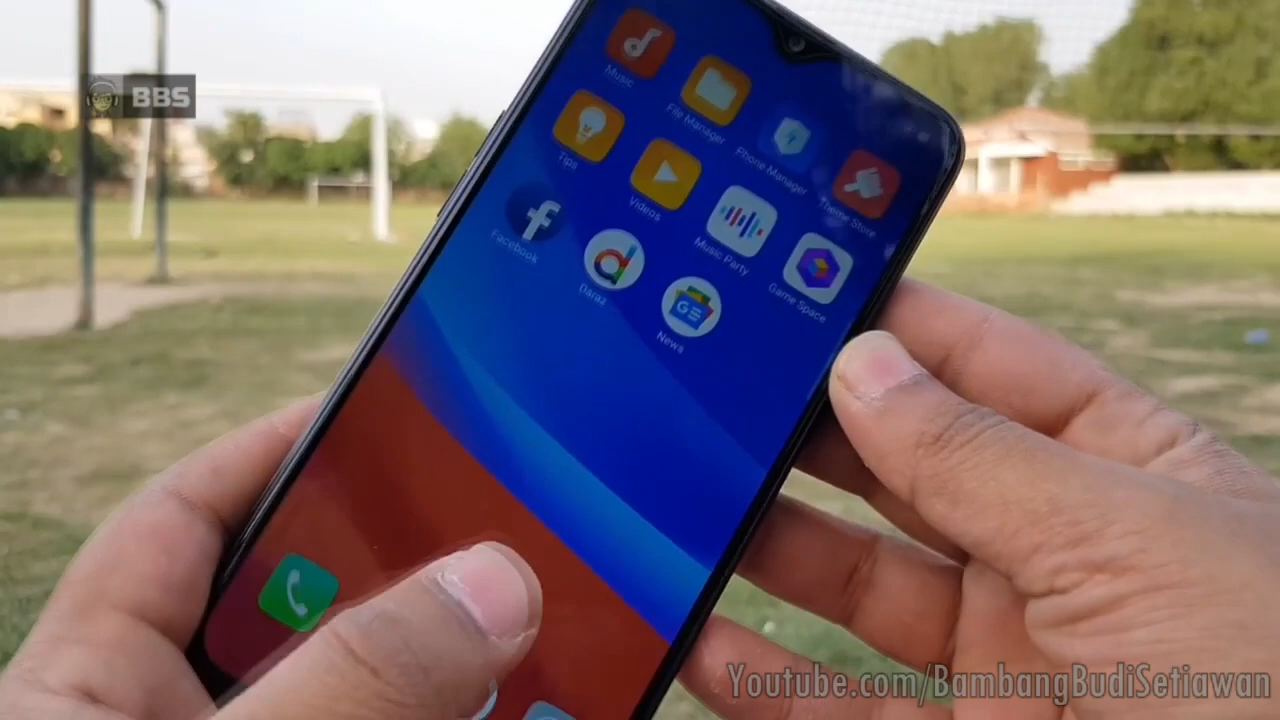 BBS
Music
File Manager
Phone Manager
Theme Store
Tips
Videos
Music Party
Game Space
Facebook
Daraz
News
Youtube.com/BambangBudiSetiawan